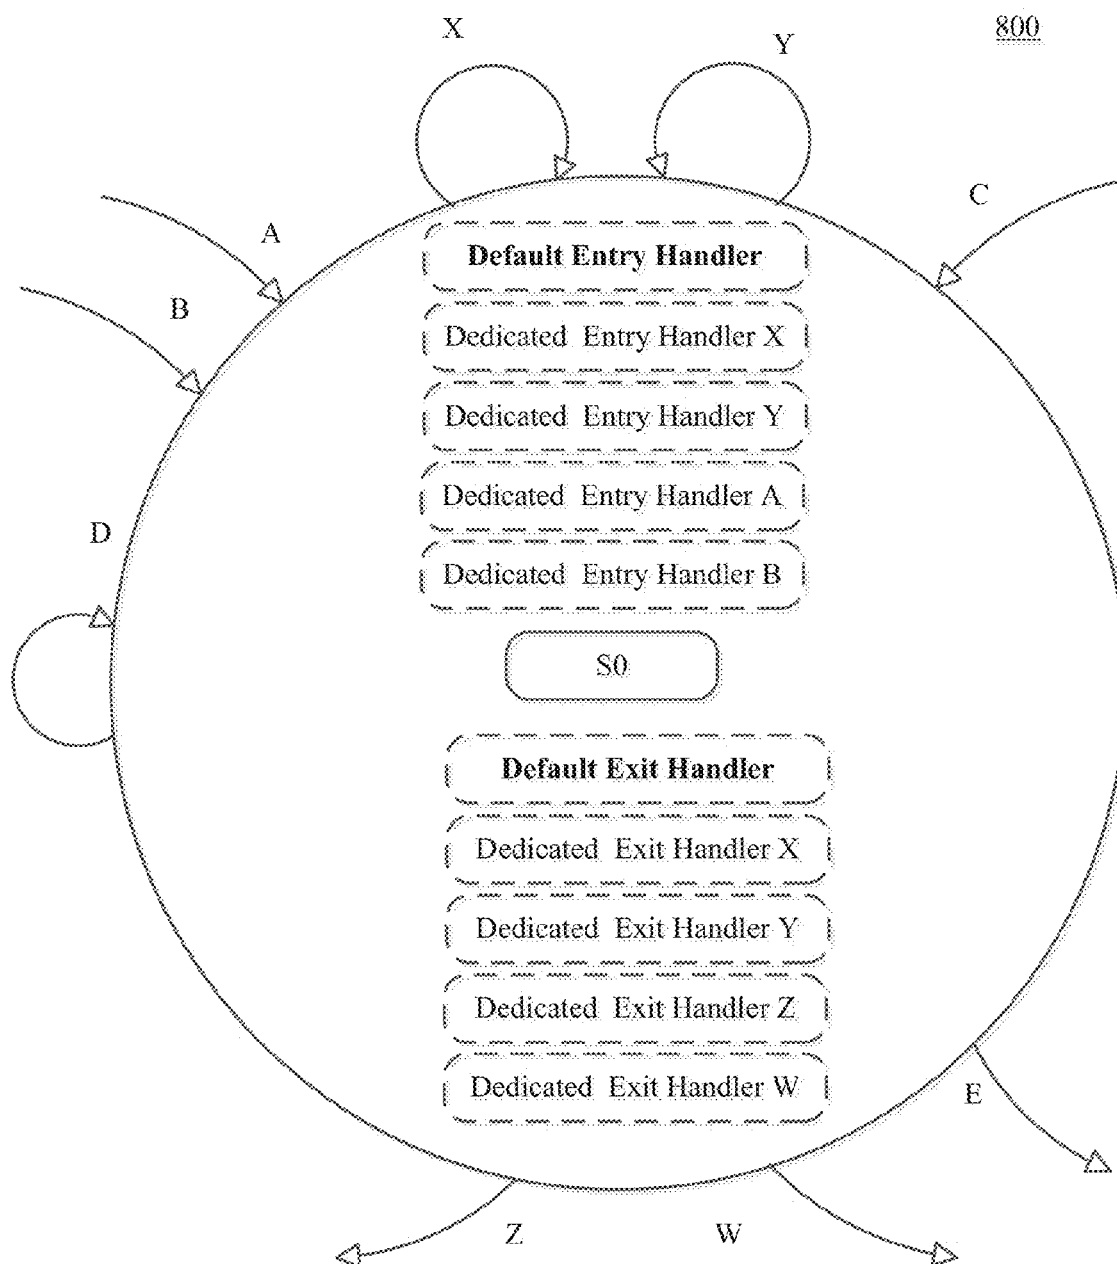 X
800
Y
C
A
Default Entry Handler
B
Dedicated Entry Handler X
Dedicated Entry Handler Y
Dedicated Entry Handler A
D
Dedicated Entry Handler B
S0
Default Exit Handler
Dedicated Exit Handler X
Dedicated Exit Handler Y
Dedicated Exit Handler Z
Dedicated Exit Handler W
E
Z
W